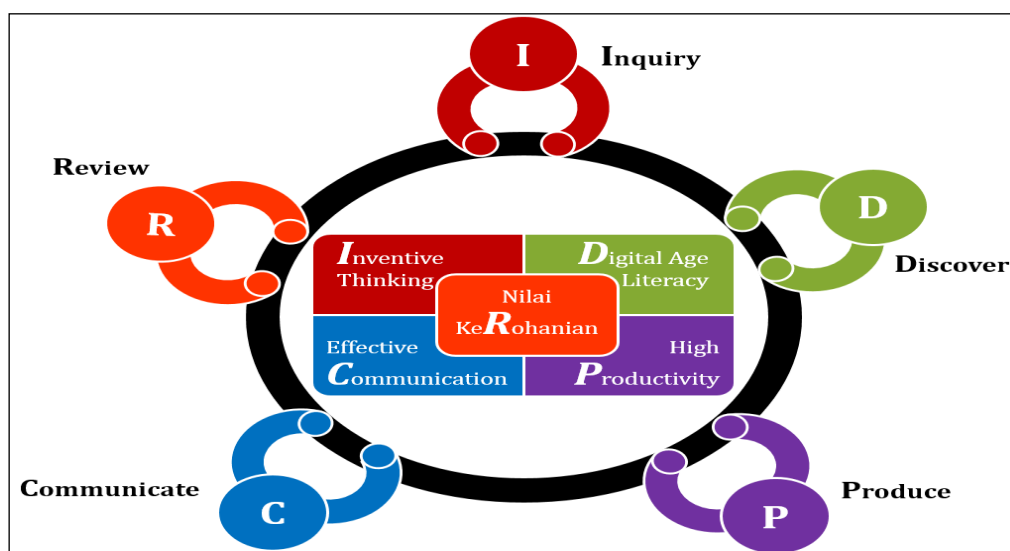 I
Inquiry
Review
R
D
Discover
Inventive
Thinking
Digital Age
Literacy
Nilai
KeRohanian
Effective
Communication
High
Productivity
Communicate
C
P
Produce